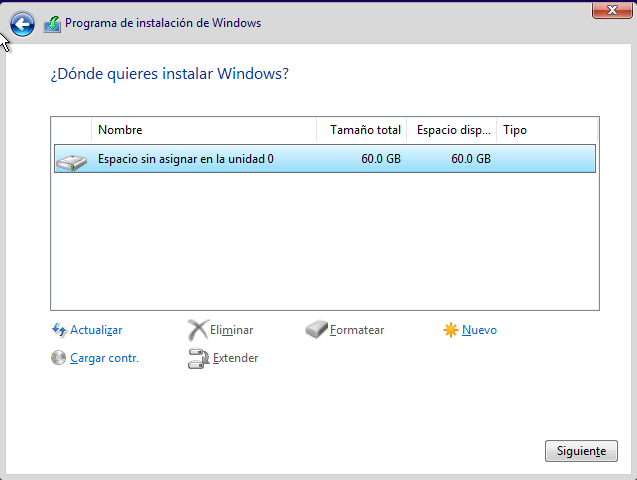 Programa de instalación de Windows
¿Dónde quieres instalar Windows?
Nombre Tamaño total Espacio disp... Tipo
Espacio sin asignar en la unidad 0 60.0 GB 60.0 GB
Actualizar Eliminar Formatear Nuevo
Cargar contr. Extender
Siguiente